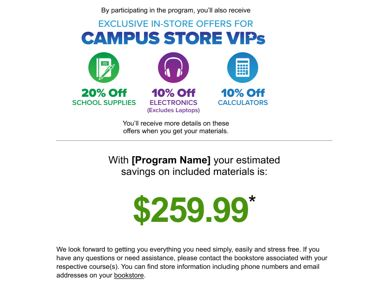 By participating in the program, you'll also receive
EXCLUSIVE IN-STORE OFFERS FOR
CAMPUS STORE VIPs
20% Off
SCHOOL SUPPLIES
10% Off
ELECTRONICS
(Excludes Laptops)
10% Off
CALCULATORS
You'll receive more details on these
offers when you get your materials.
With [Program Name] your estimated
savings on included materials is:
$259.99*
We look forward to getting you everything you need simply, easily and stress free. If you
have any questions or need assistance, please contact the bookstore associated with your
respective course(s). You can find store information including phone numbers and email
addresses on your bookstore.